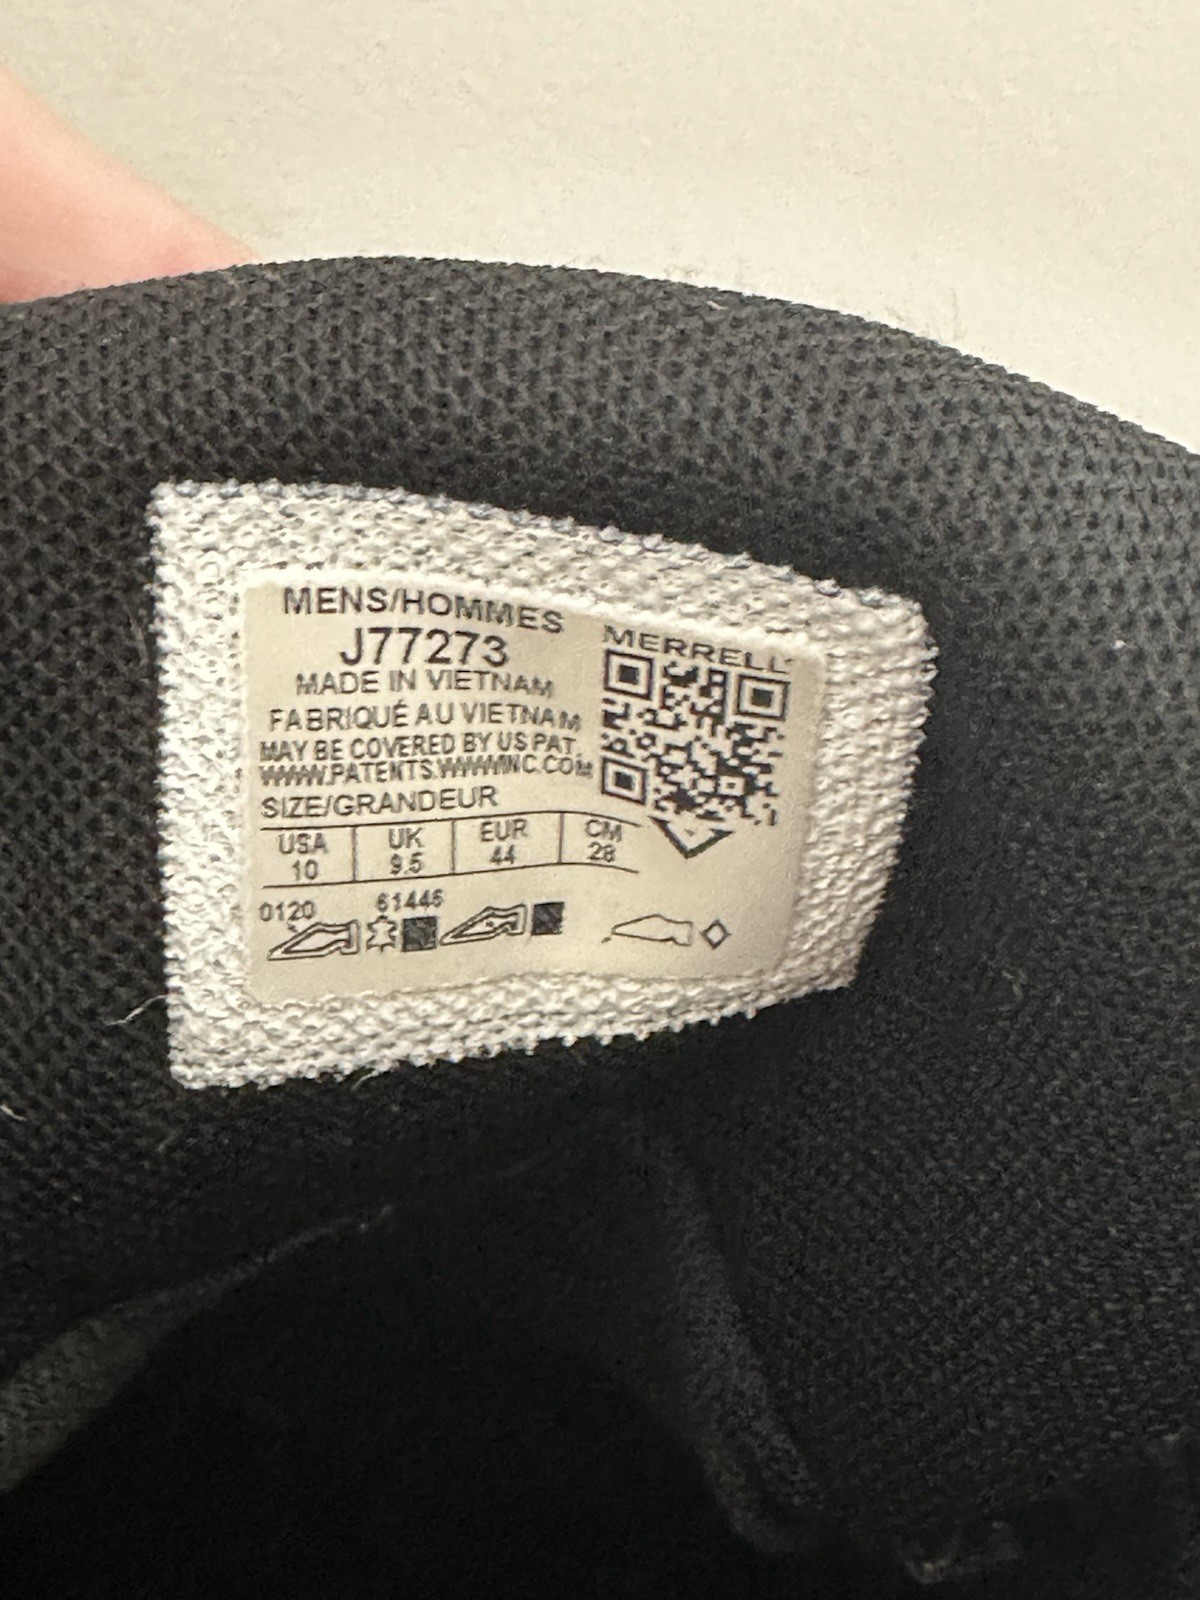 MENS/HOMMES
J77273
MADE IN VIETNAM
FABRIQUÉ AU VIETNAM
MAY BE COVERED BY US PAT.
WWW.PATENTS.WWWINC.COM
SIZE/GRANDEUR
USA UK EUR CM
10 9.5 44 28
0120 61446
MERRELL